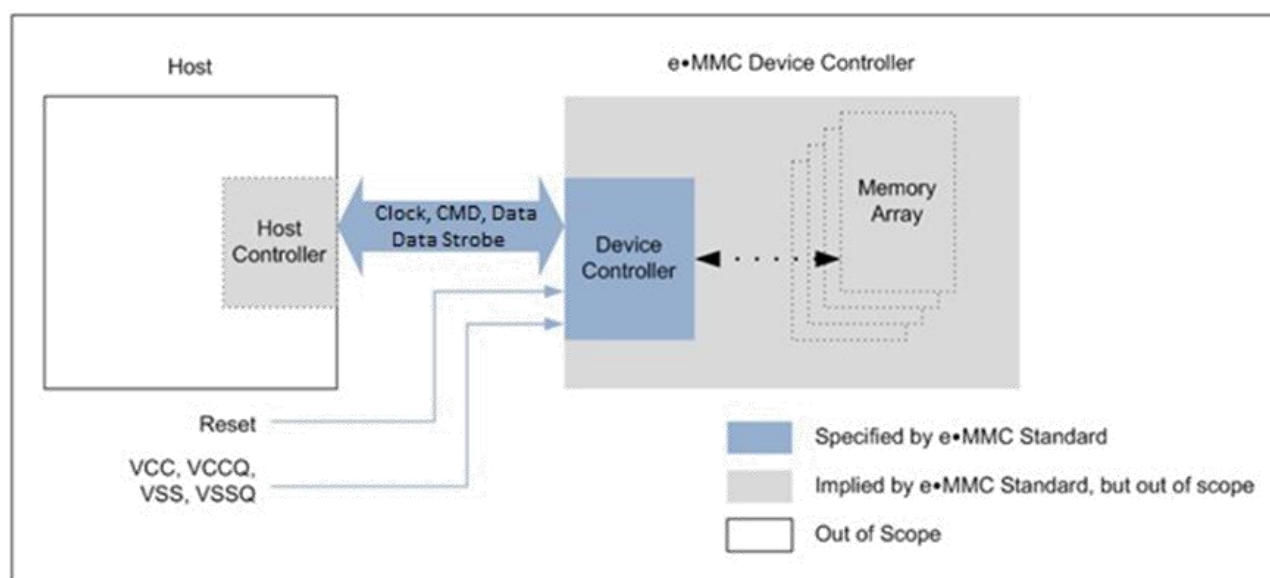 Host
e•MMC Device Controller
Host
Controller
Clock, CMD, Data
Data Strobe
Device
Controller
Memory
Array
Reset
VCC, VCCQ,
VSS, VSSQ
Specified by e•MMC Standard
Implied by e•MMC Standard, but out of scope
Out of Scope